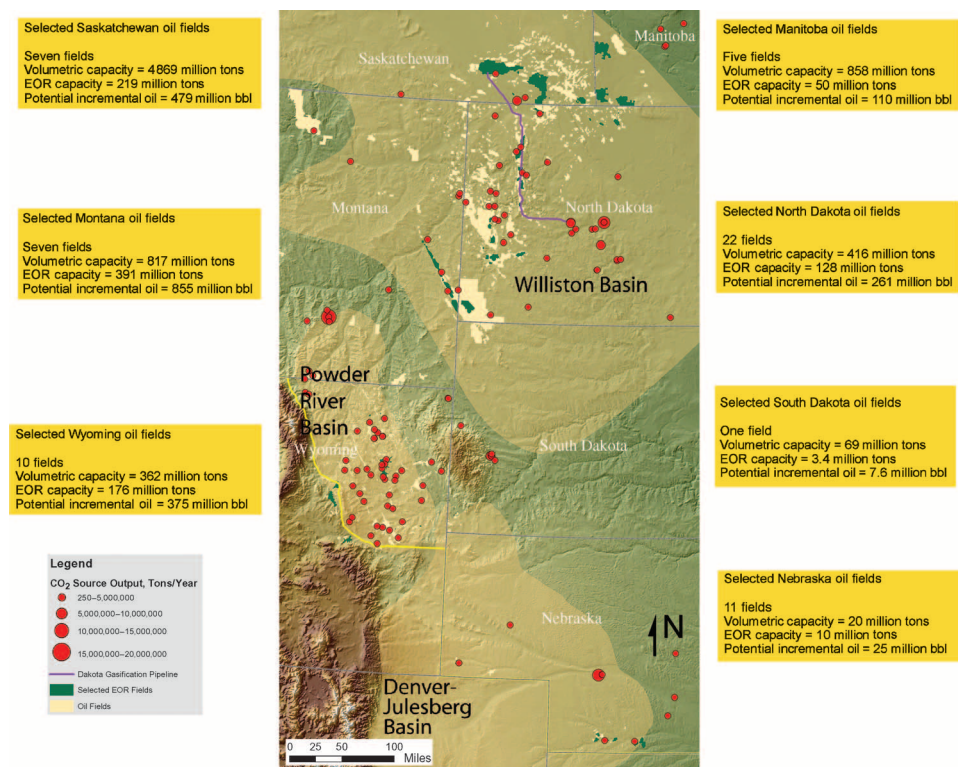 Selected Saskatchewan oil fields
Seven fields
Volumetric capacity = 4869 million tons
EOR capacity = 219 million tons
Potential incremental oil = 479 million bbl
Selected Manitoba oil fields
Five fields
Volumetric capacity = 858 million tons
EOR capacity = 50 million tons
Potential incremental oil = 110 million bbl
Selected Montana oil fields
Seven fields
Volumetric capacity = 817 million tons
EOR capacity = 391 million tons
Potential incremental oil = 855 million bbl
Selected North Dakota oil fields
22 fields
Volumetric capacity = 416 million tons
EOR capacity = 128 million tons
Potential incremental oil = 261 million bbl
Selected Wyoming oil fields
10 fields
Volumetric capacity = 362 million tons
EOR capacity = 176 million tons
Potential incremental oil = 375 million bbl
Selected South Dakota oil fields
One field
Volumetric capacity = 69 million tons
EOR capacity = 3.4 million tons
Potential incremental oil = 7.6 million bbl
Selected Nebraska oil fields
11 fields
Volumetric capacity = 20 million tons
EOR capacity = 10 million tons
Potential incremental oil = 25 million bbl
Manitoba
Saskatchewan
Montana
North Dakota
Williston Basin
Powder
River
Basin
Wyoming
South Dakota
Nebraska
N
Denver-
Julesberg
Basin
0 25 50 100
Miles
Legend
CO2 Source Output, Tons/Year
250–5,000,000
5,000,000–10,000,000
10,000,000–15,000,000
15,000,000–20,000,000
Dakota Gasification Pipeline
Selected EOR Fields
Oil Fields